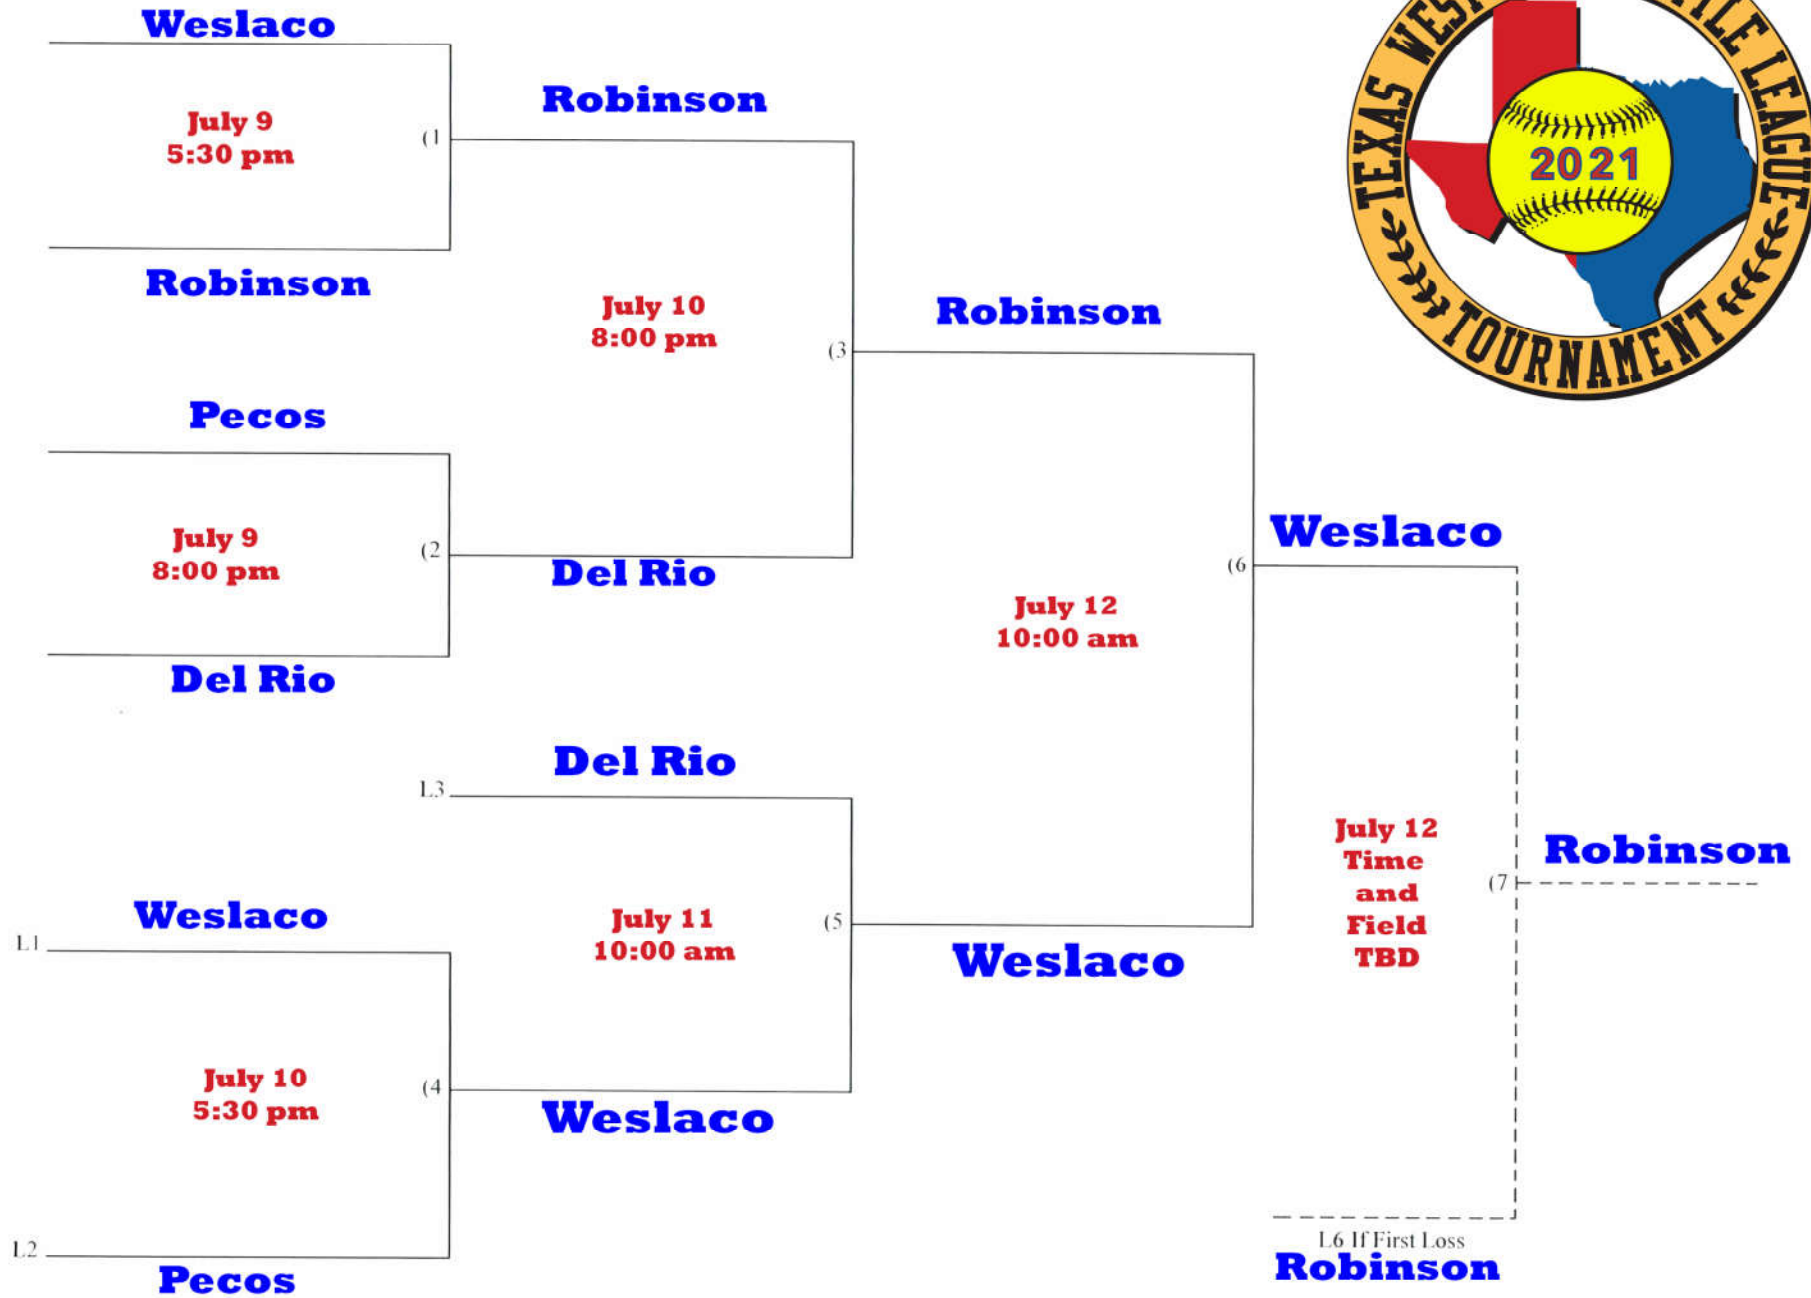 Weslaco
July 9
5:30 pm
(1
Robinson
Robinson
July 10
8:00 pm
(3
Robinson
Pecos
July 9
8:00 pm
(2
Del Rio
Del Rio
July 12
10:00 am
(6
Weslaco
L3
Del Rio
July 11
10:00 am
(5
Weslaco
L1
Weslaco
July 10
5:30 pm
(4
Weslaco
L2
Pecos
July 12
Time
and
Field
TBD
(7
Robinson
L6 If First Loss
Robinson
TEXAS WEST
LEAGUE
TOURNAMENT
2021